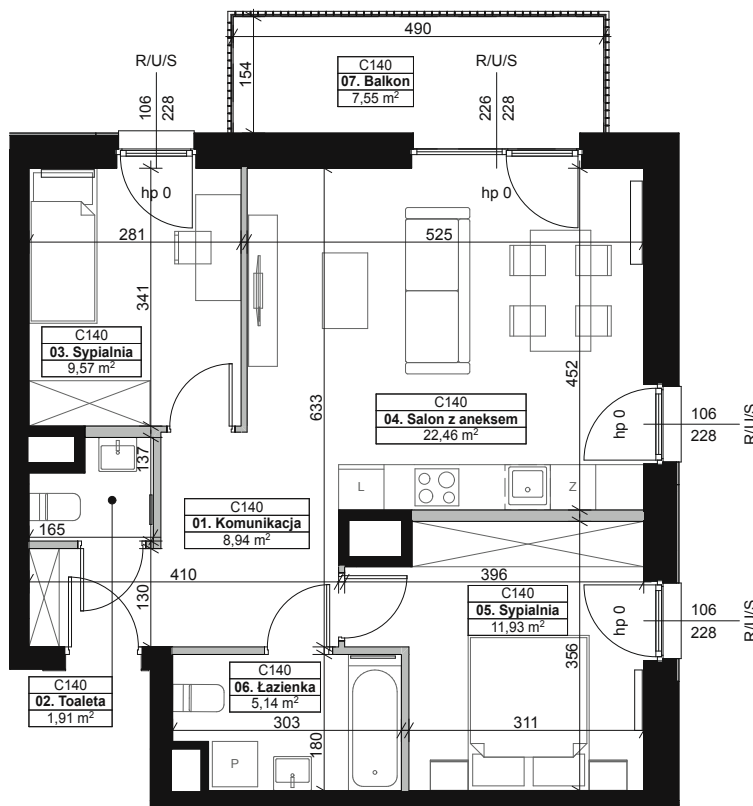 490
154
C140
07. Balkon
7,55 m²
R/U/S
106
228
R/U/S
226
228
hp 0
hp 0
281
525
341
C140
03. Sypialnia
9,57 m²
633
452
C140
04. Salon z aneksem
22,46 m²
hp 0
106
228
R/U/S
137
L
Z
165
C140
01. Komunikacja
8,94 m²
410
396
130
C140
05. Sypialnia
11,93 m²
hp 0
106
228
R/U/S
356
C140
02. Toaleta
1,91 m²
C140
06. Łazienka
5,14 m²
303
311
180
P